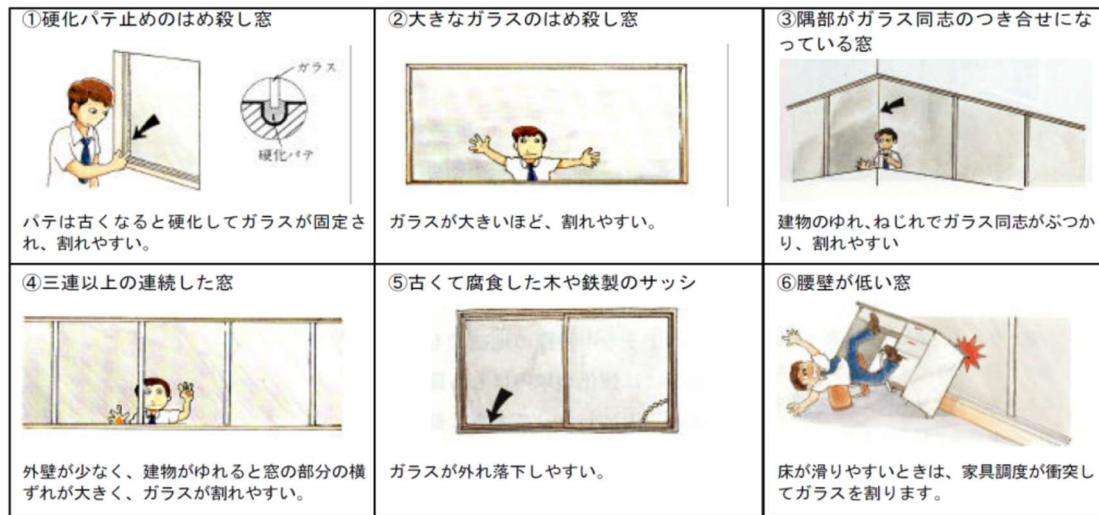 ①硬化パテ止めのはめ殺し窓
ガラス
硬化パテ
パテは古くなると硬化してガラスが固定さ
れ、割れやすい。
②大きなガラスのはめ殺し窓
ガラスが大きいほど、割れやすい。
③隅部がガラス同志のつき合せにな
っている窓
建物のゆれ、ねじれでガラス同志がぶつか
り、割れやすい
④三連以上の連続した窓
外壁が少なく、建物がゆれると窓の部分の横
ずれが大きく、ガラスが割れやすい。
⑤古くて腐食した木や鉄製のサッシ
ガラスが外れ落下しやすい。
⑥腰壁が低い窓
床が滑りやすいときは、家具調度が衝突し
てガラスを割ります。